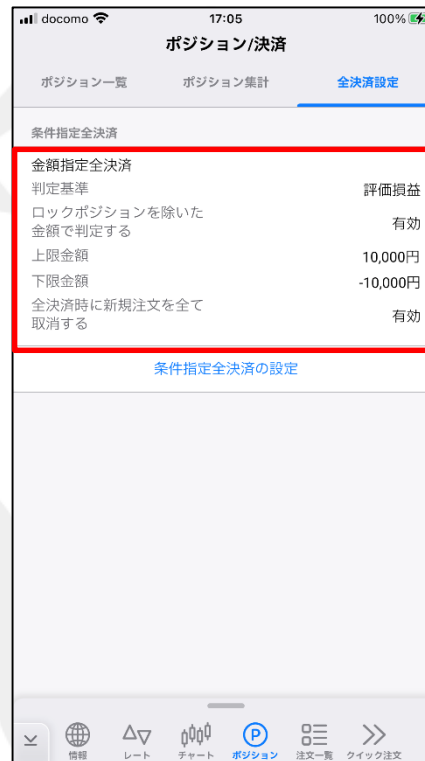 docomo 17:05 100%
ポジション/決済
ポジション一覧 ポジション集計 全決済設定
条件指定全決済
金額指定全決済
判定基準 評価損益
ロックポジションを除いた
金額で判定する 有効
上限金額 10,000円
下限金額 -10,000円
全決済時に新規注文を全て
取消する 有効
条件指定全決済の設定
P
情報 レート チャート ポジション 注文一覧 クイック注文